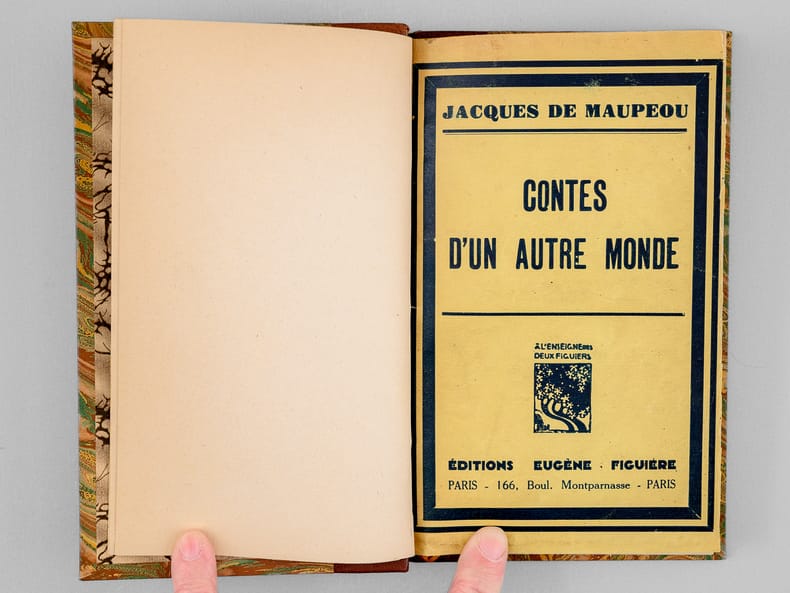 JACQUES DE MAUPEOU
CONTES
D'UN AUTRE MONDE
A L'ENSEIGNE DES
DEUX FIGUIERS
ÉDITIONS EUGÈNE · FIGUIÈRE
PARIS - 166, Boul. Montparnasse - PARIS